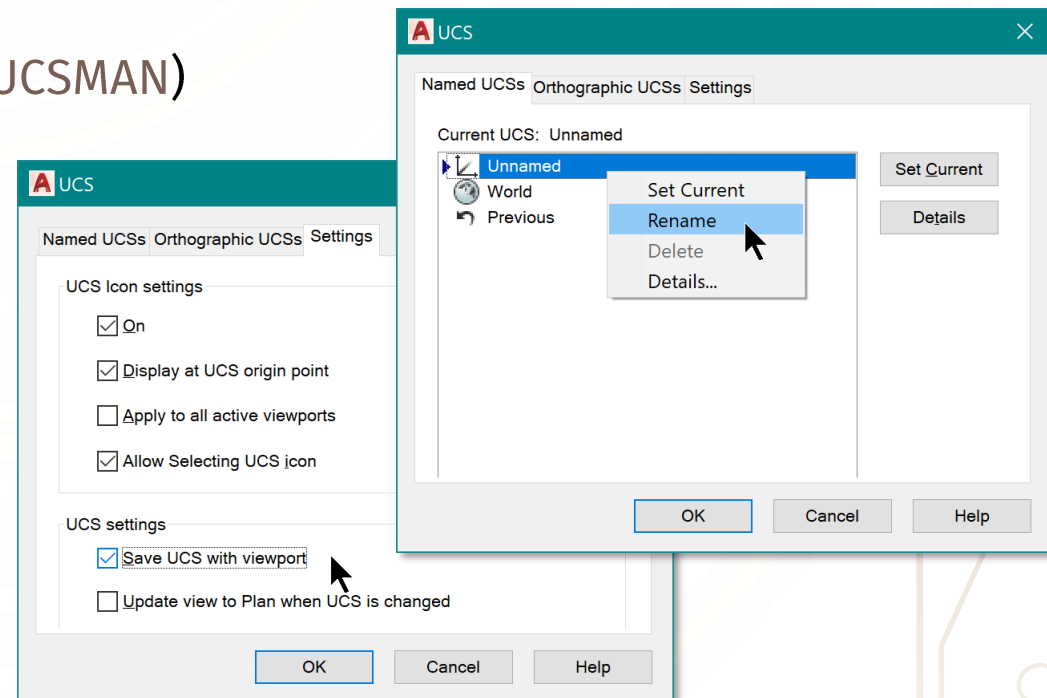 UCSMAN)
UCS
Named UCSs Orthographic UCSs Settings
Current UCS: Unnamed
Unnamed
World
Previous
Set Current
Rename
Delete
Details...
Set Current
Details
OK Cancel Help
UCS
Named UCSs Orthographic UCSs Settings
UCS Icon settings
On
Display at UCS origin point
Apply to all active viewports
Allow Selecting UCS icon
UCS settings
Save UCS with viewport
Update view to Plan when UCS is changed
OK Cancel Help